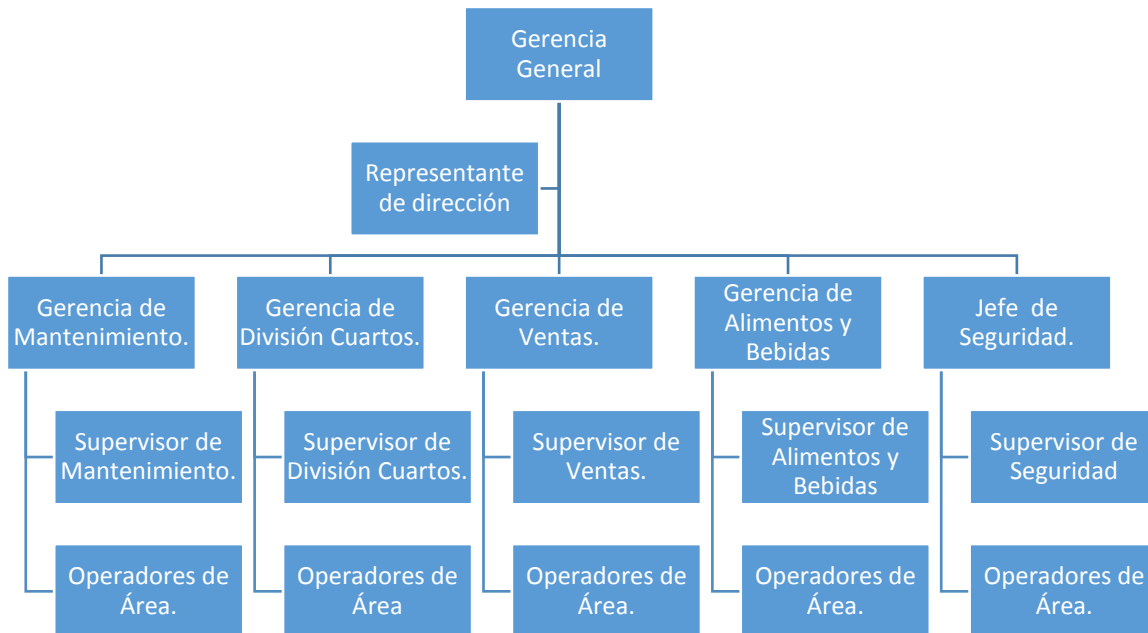 Gerencia
General
Representante
de dirección
Gerencia de
Mantenimiento.
Gerencia de
División Cuartos.
Gerencia de
Ventas.
Gerencia de
Alimentos y
Bebidas
Jefe  de
Seguridad.
Supervisor de
Mantenimiento.
Supervisor de
División Cuartos.
Supervisor de
Ventas.
Supervisor de
Alimentos y
Bebidas
Supervisor de
Seguridad
Operadores de
Área.
Operadores de
Área
Operadores de
Área.
Operadores de
Área.
Operadores de
Área.